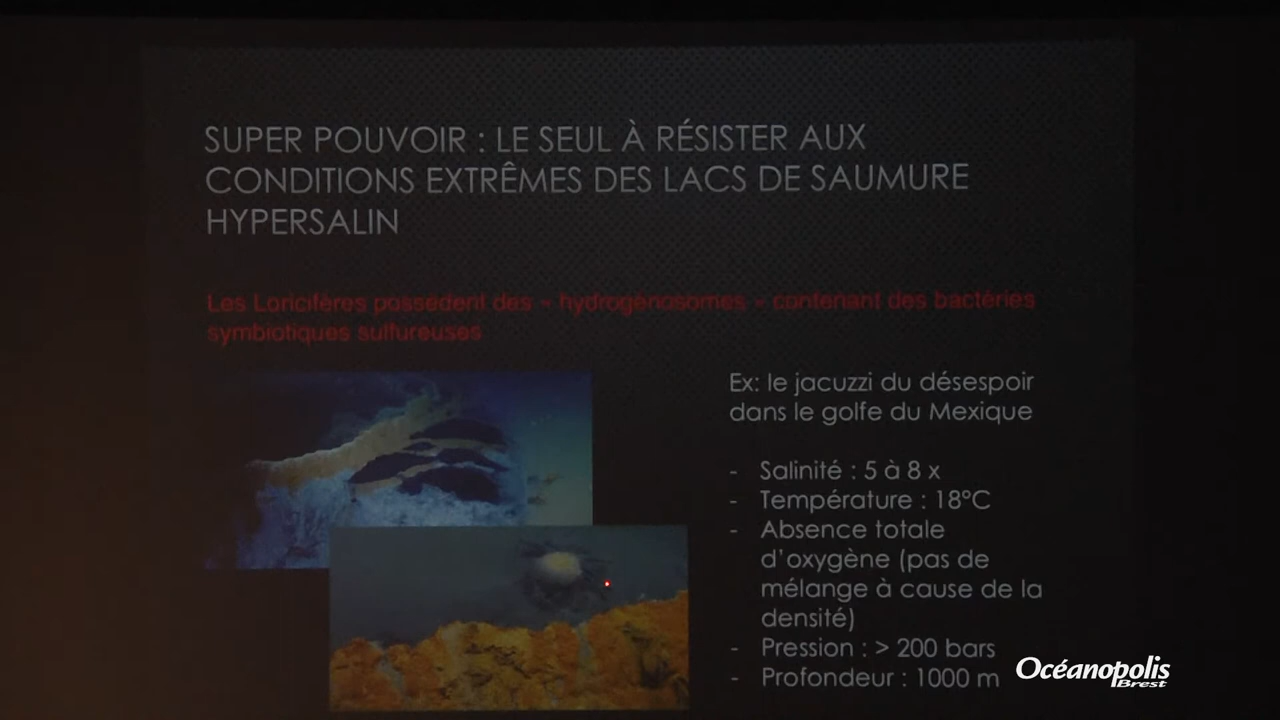 SUPER POUVOIR : LE SEUL À RÉSISTER AUX
CONDITIONS EXTRÊMES DES LACS DE SAUMURE
HYPERSALIN
Les Loricifères possèdent des « hydrogénosomes » contenant des bactéries
symbiotiques sulfureuses
Ex: le jacuzzi du désespoir
dans le golfe du Mexique
- Salinité : 5 à 8 x
- Température : 18°C
- Absence totale
d'oxygène (pas de
mélange à cause de la
densité)
- Pression : > 200 bars
- Profondeur : 1000 m
Océanopolis
Brest